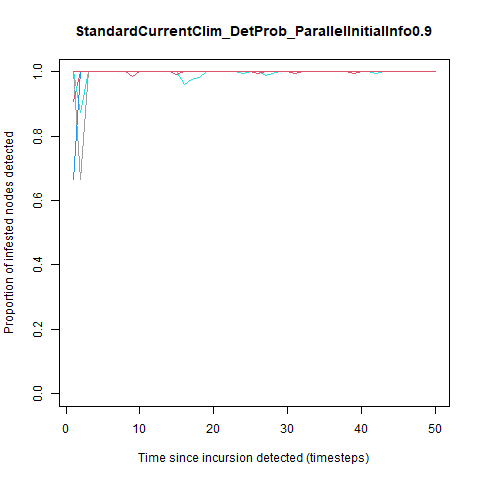 StandardCurrentClim_DetProb_ParallelInitialInfo0.9
Proportion of infested nodes detected
1.0
0.8
0.6
0.4
0.2
0.0
0 10 20 30 40 50
Time since incursion detected (timesteps)